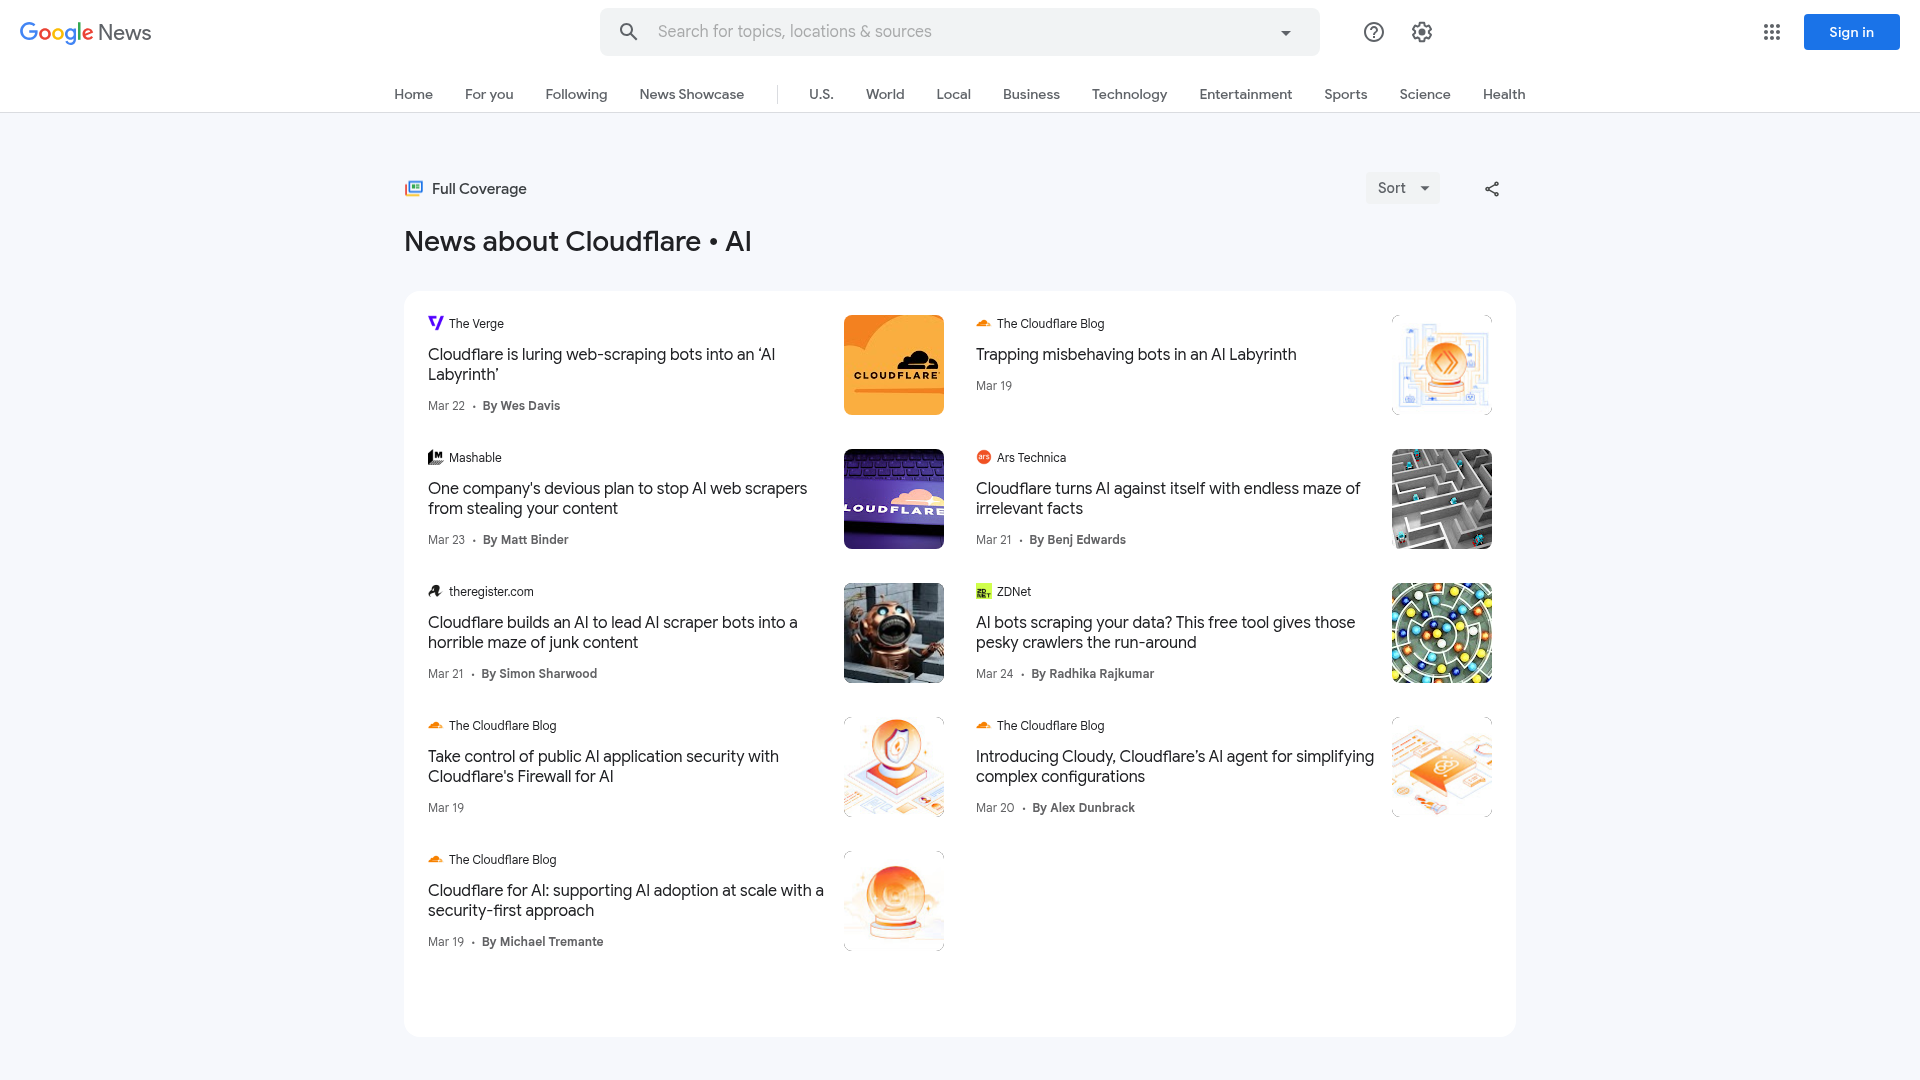 Google News
Search for topics, locations & sources
Sign in
Home
For you
Following
News Showcase
U.S.
World
Local
Business
Technology
Entertainment
Sports
Science
Health
Full Coverage
Sort
News about Cloudflare • AI
The Verge
Cloudflare is luring web-scraping bots into an ‘AI
Labyrinth’
Mar 22 • By Wes Davis
CLOUDFLARE
The Cloudflare Blog
Trapping misbehaving bots in an AI Labyrinth
Mar 19
Mashable
One company's devious plan to stop AI web scrapers
from stealing your content
Mar 23 • By Matt Binder
LOUDFLARE
ars
Ars Technica
Cloudflare turns AI against itself with endless maze of
irrelevant facts
Mar 21 • By Benj Edwards
theregister.com
Cloudflare builds an AI to lead AI scraper bots into a
horrible maze of junk content
Mar 21 • By Simon Sharwood
ZDNET
ZDNet
AI bots scraping your data? This free tool gives those
pesky crawlers the run-around
Mar 24 • By Radhika Rajkumar
The Cloudflare Blog
Take control of public AI application security with
Cloudflare's Firewall for AI
Mar 19
The Cloudflare Blog
Introducing Cloudy, Cloudflare’s AI agent for simplifying
complex configurations
Mar 20 • By Alex Dunbrack
The Cloudflare Blog
Cloudflare for AI: supporting AI adoption at scale with a
security-first approach
Mar 19 • By Michael Tremante